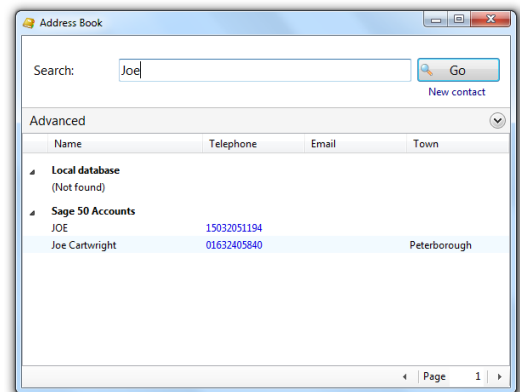 Address Book
Search: Joe Go
New contact
Advanced
Name Telephone Email Town
Local database
(Not found)
Sage 50 Accounts
JOE 15032051194
Joe Cartwright 01632405840 Peterborough
Page 1